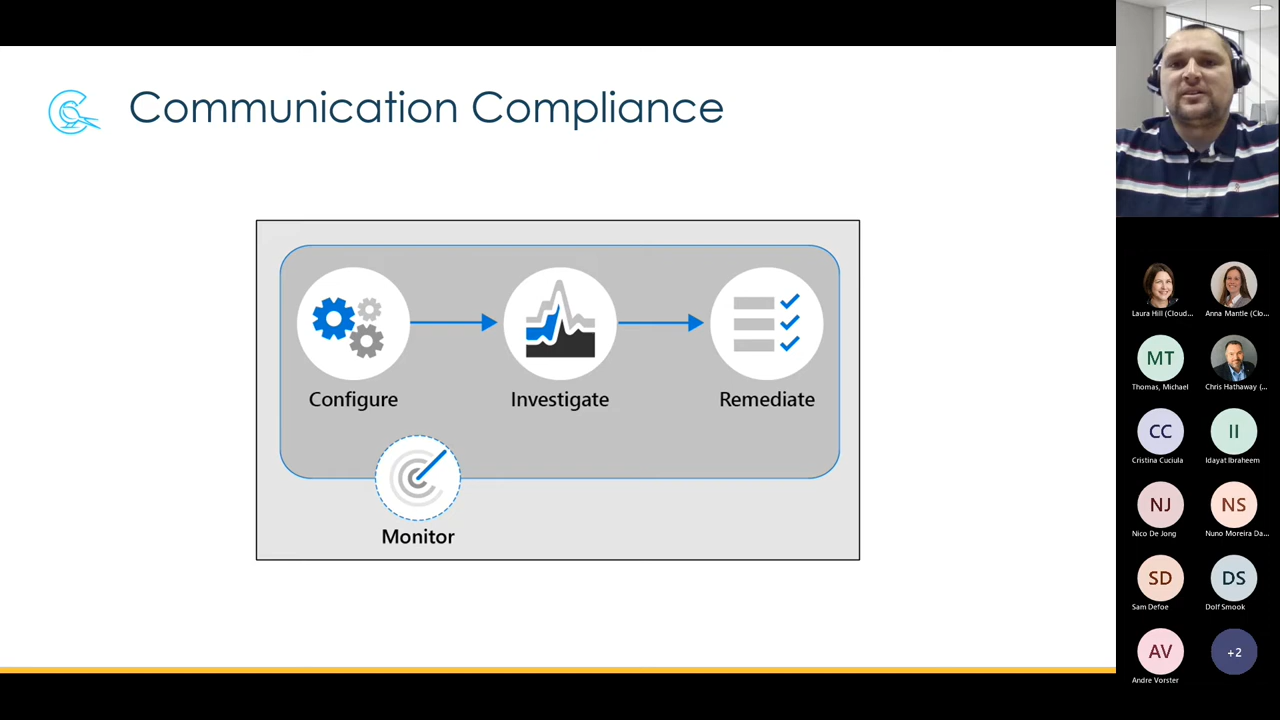 Communication Compliance
Configure
Investigate
Remediate
Monitor
Laura Hill (Cloud...
Anna Mantle (Clo...
MT
Thomas, Michael
Chris Hathaway (...
CC
Cristina Cuciula
II
Idayat Ibraheem
NJ
Nico De Jong
NS
Nuno Moreira Da...
SD
Sam Defoe
DS
Dolf Smook
AV
Andre Vorster
+2